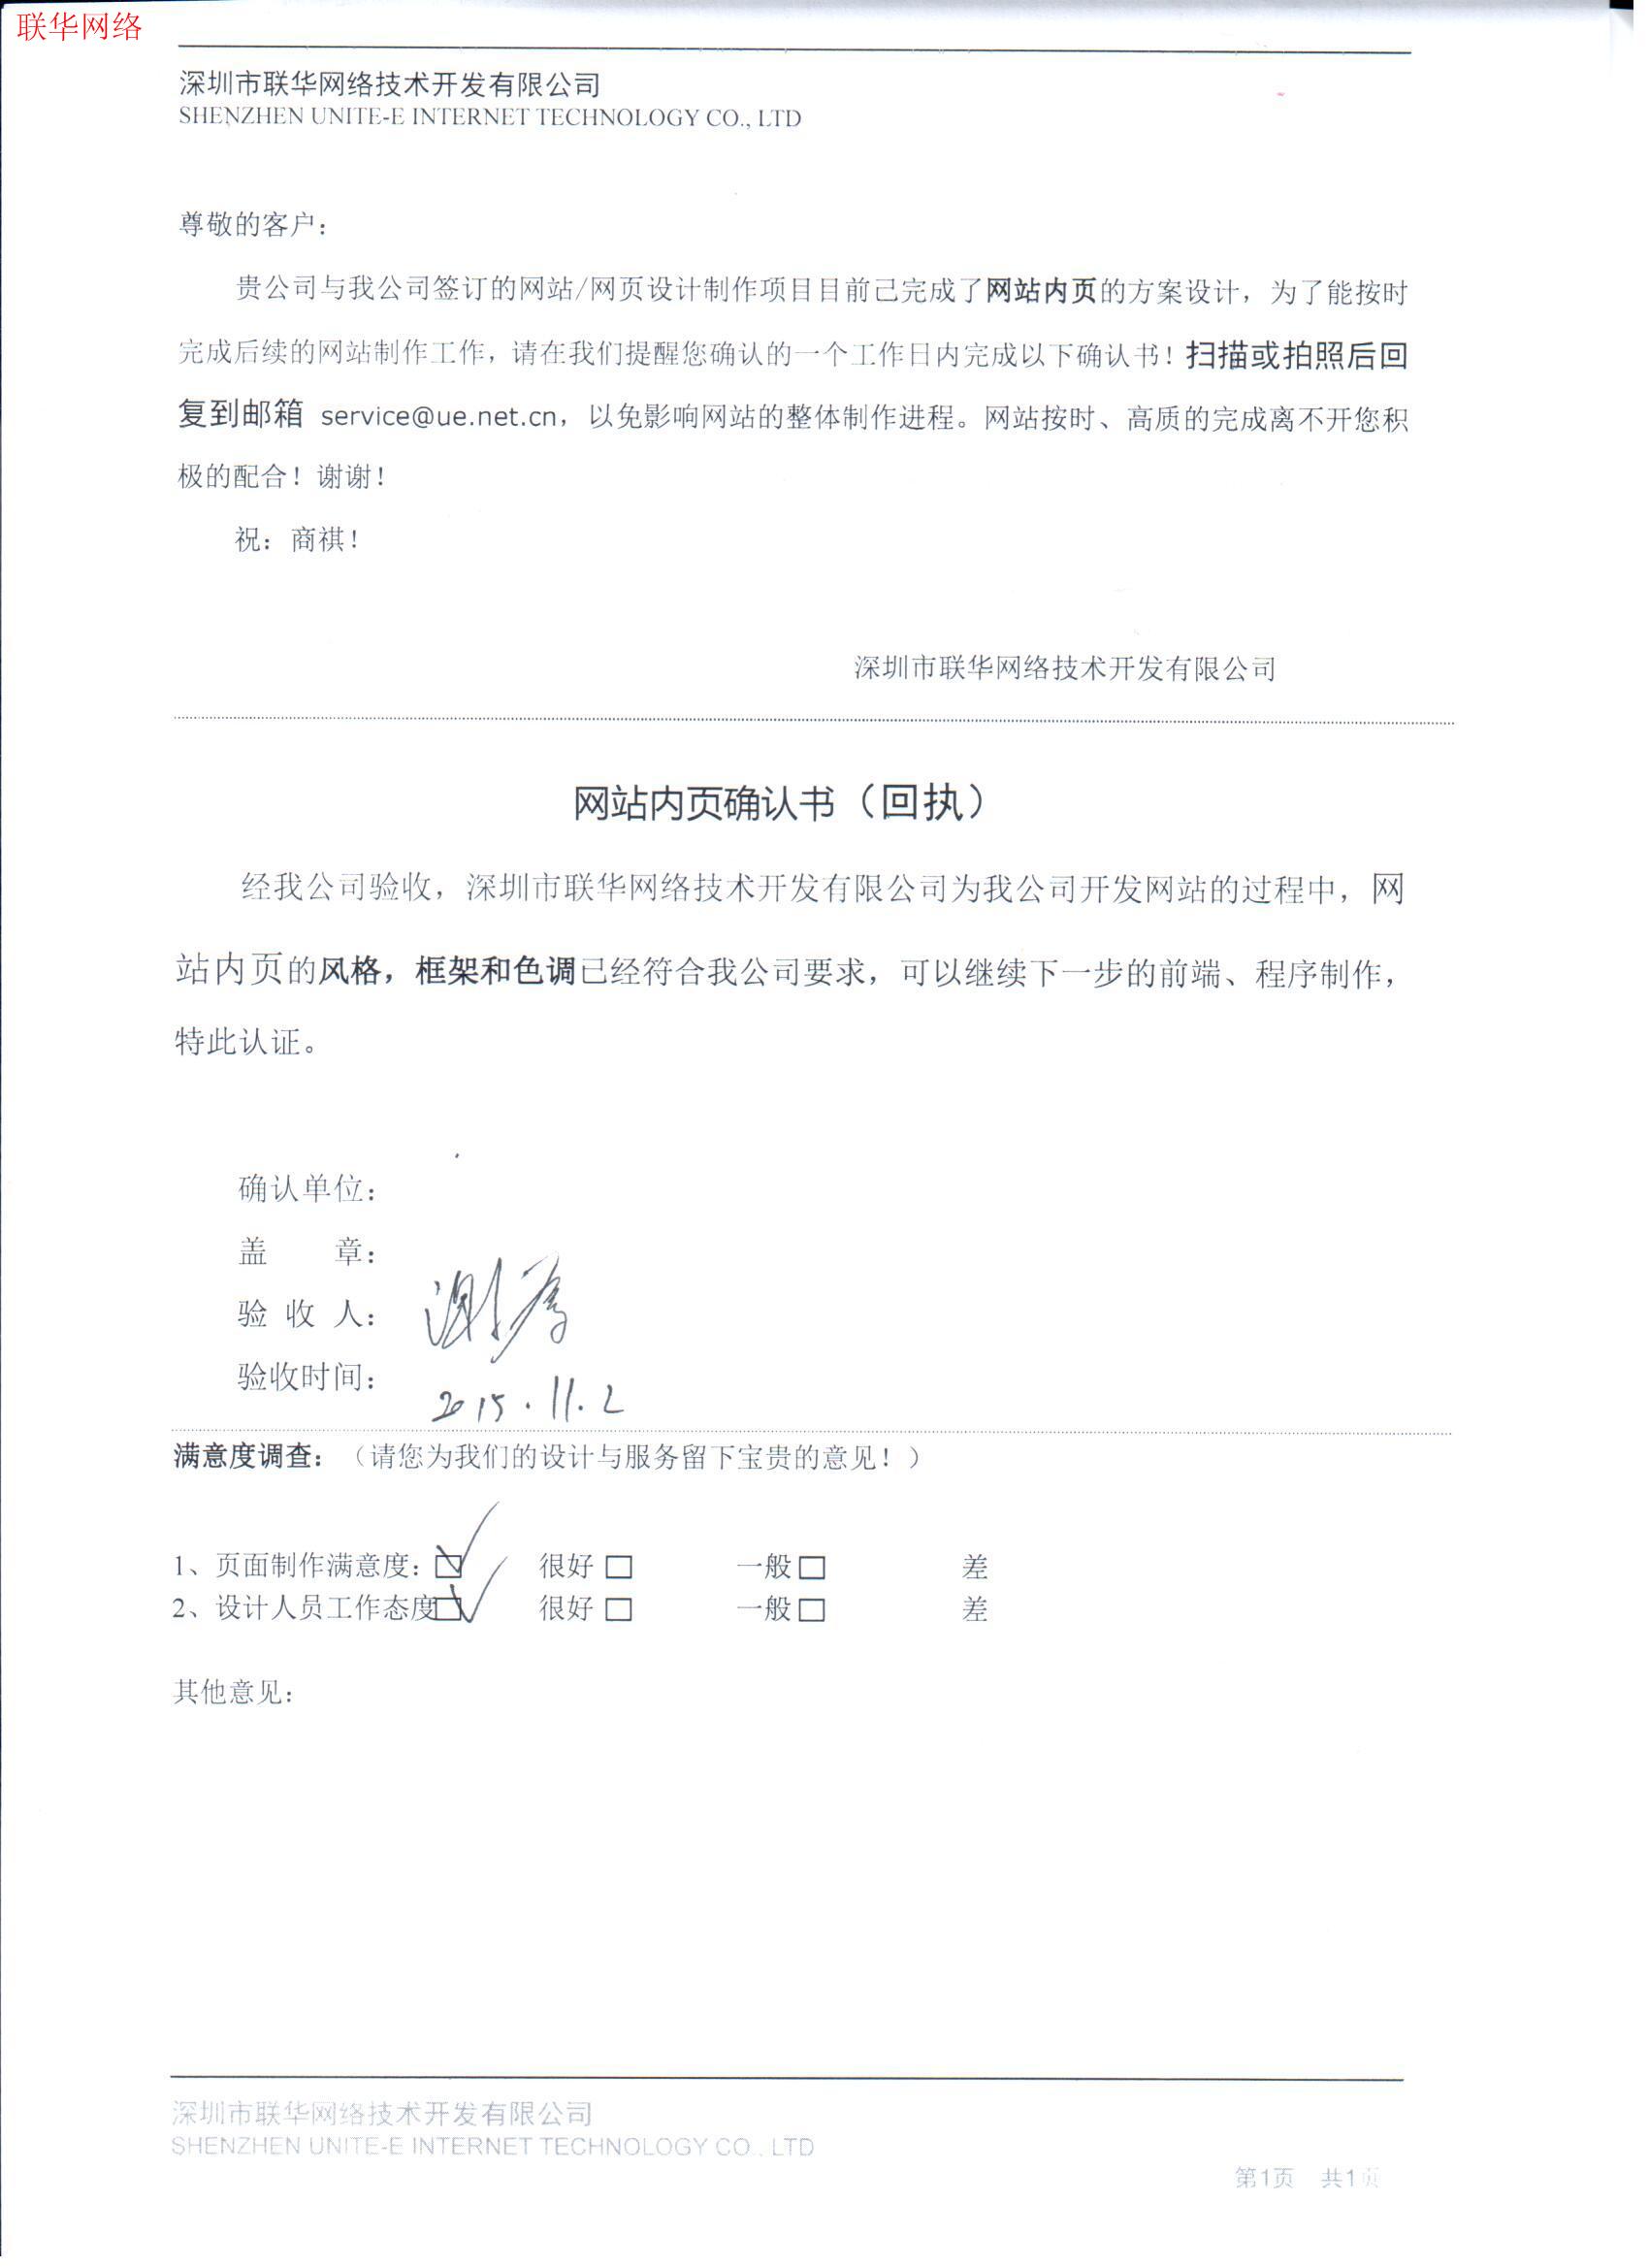 联华网络
深圳市联华网络技术开发有限公司
SHENZHEN UNITE-E INTERNET TECHNOLOGY CO., LTD
尊敬的客户：
贵公司与我公司签订的网站/网页设计制作项目目前己完成了网站内页的方案设计，为了能按时
完成后续的网站制作工作，请在我们提醒您确认的一个工作日内完成以下确认书！扫描或拍照后回
复到邮箱 service@ue.net.cn，以免影响网站的整体制作进程。网站按时、高质的完成离不开您积
极的配合！谢谢！
祝：商祺！
深圳市联华网络技术开发有限公司
网站内页确认书（回执）
经我公司验收，深圳市联华网络技术开发有限公司为我公司开发网站的过程中，网
站内页的风格，框架和色调已经符合我公司要求，可以继续下一步的前端、程序制作，
特此认证。
确认单位：
盖 章：
验 收 人：谢
验收时间：2015.11.2
满意度调查：（请您为我们的设计与服务留下宝贵的意见！）
1、页面制作满意度：☑ 很好 □ 一般 □ 差
2、设计人员工作态度☑ 很好 □ 一般 □ 差
其他意见：
深圳市联华网络技术开发有限公司
SHENZHEN UNITE-E INTERNET TECHNOLOGY CO., LTD
第1页 共1页